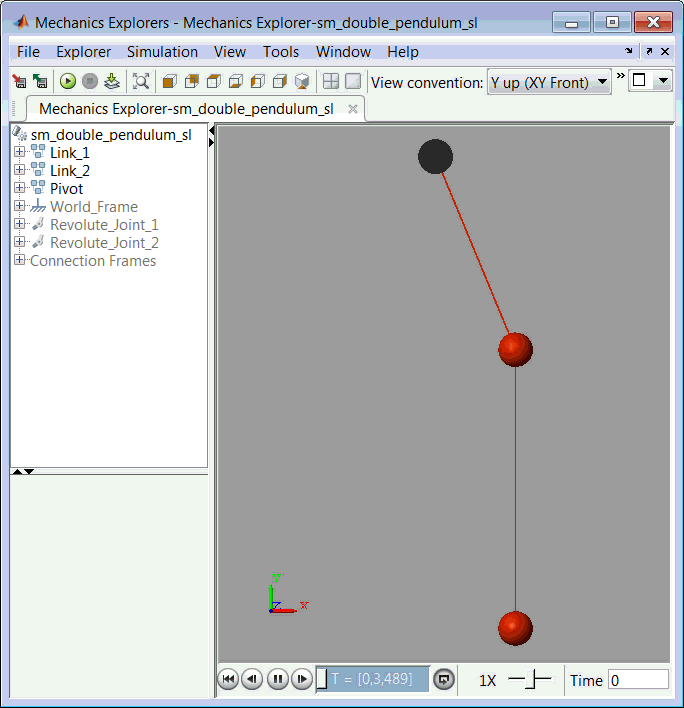 Mechanics Explorers - Mechanics Explorer-sm_double_pendulum_sl
File Explorer Simulation View Tools Window Help
View convention: Y up (XY Front) »
Mechanics Explorer-sm_double_pendulum_sl
sm_double_pendulum_sl
Link_1
Link_2
Pivot
World_Frame
Revolute_Joint_1
Revolute_Joint_2
Connection Frames
Y
Z
X
T = [0,3,489]
1X
Time 0